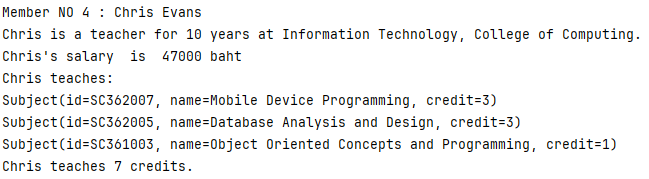 Member NO 4 : Chris Evans
Chris is a teacher for 10 years at Information Technology, College of Computing.
Chris's salary  is  47000 baht
Chris teaches:
Subject(id=SC362007, name=Mobile Device Programming, credit=3)
Subject(id=SC362005, name=Database Analysis and Design, credit=3)
Subject(id=SC361003, name=Object Oriented Concepts and Programming, credit=1)
Chris teaches 7 credits.